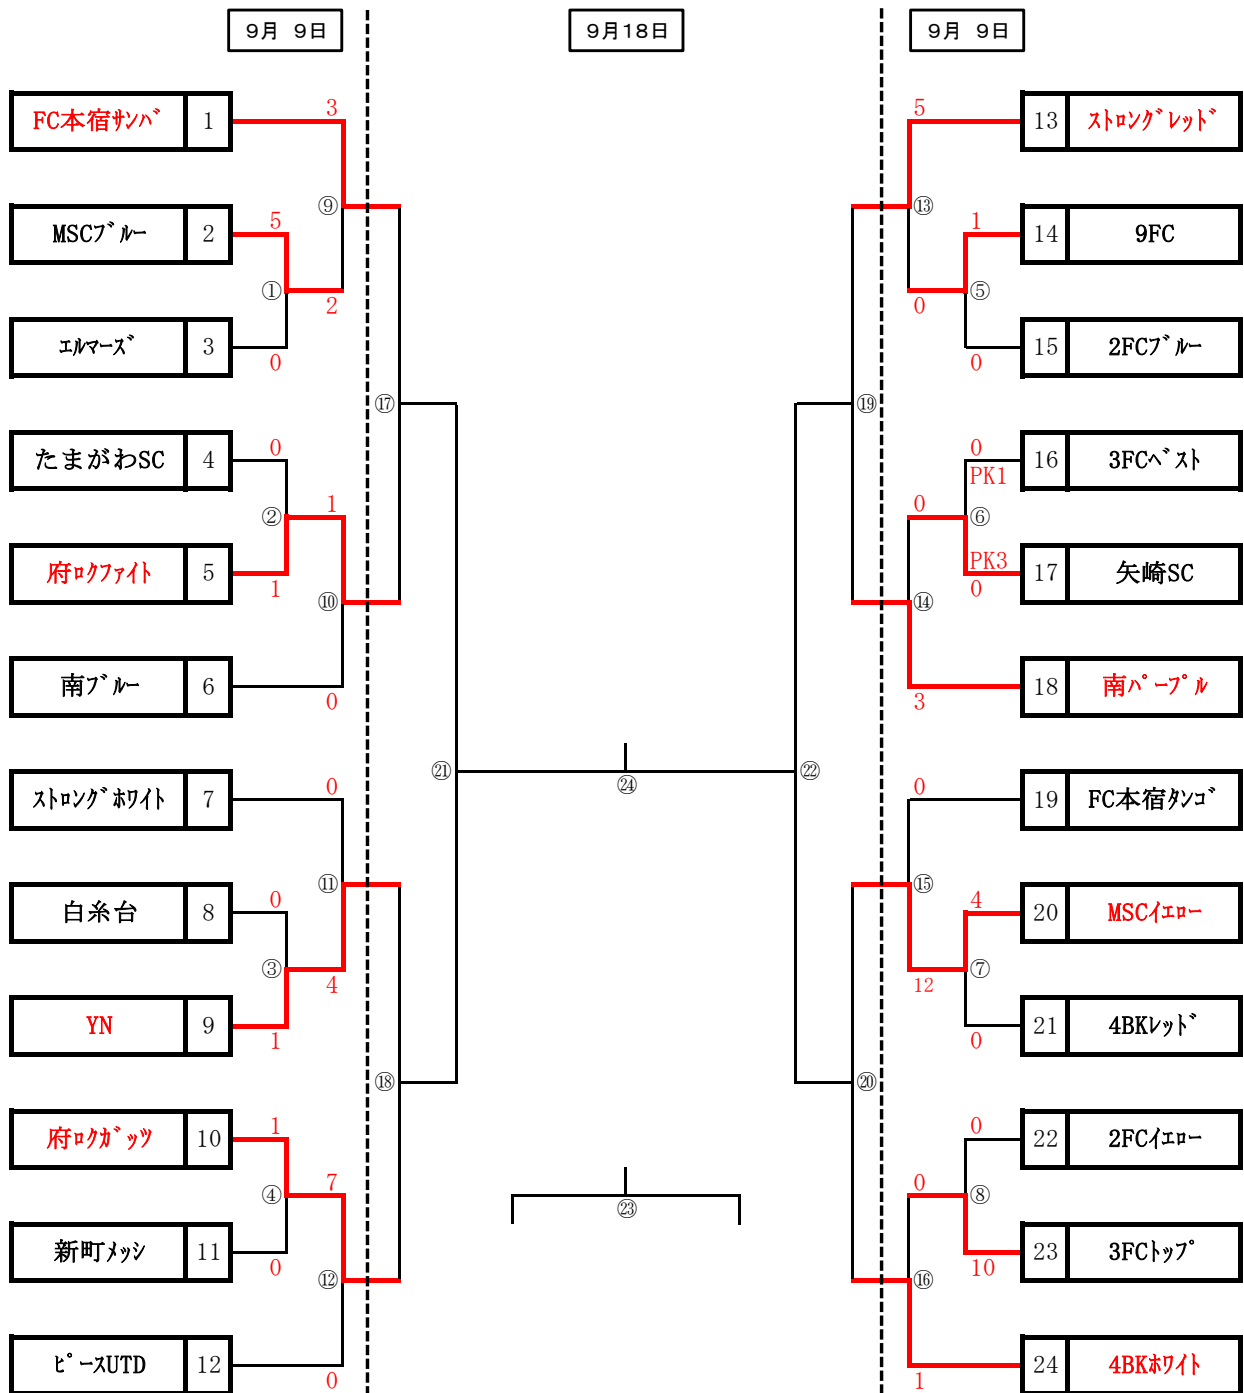 9月 9日
9月18日
9月 9日
FC本宿ｻﾝﾊﾞ 1
3
5
13 ｽﾄﾛﾝｸﾞﾚｯﾄﾞ
⑨
⑬
MSCﾌﾞﾙｰ 2
5
1
14 9FC
①
2
0
⑤
ｴﾙﾏｰｽﾞ 3
0
0
15 2FCﾌﾞﾙｰ
⑰
⑲
たまがわSC 4
0
0
PK1
16 3FCﾍﾞｽﾄ
②
1
0
⑥
府ﾛｸﾌｧｲﾄ 5
1
PK3
0
17 矢崎SC
⑩
⑭
南ﾌﾞﾙｰ 6
0
3
18 南ﾊﾟｰﾌﾟﾙ
㉑
㉔
㉒
ｽﾄﾛﾝｸﾞﾎﾜｲﾄ 7
0
0
19 FC本宿ﾀﾝｺﾞ
⑪
⑮
白糸台 8
0
4
20 MSCｲｴﾛｰ
③
4
12
⑦
YN 9
1
0
21 4BKﾚｯﾄﾞ
⑱
⑳
府ﾛｸｶﾞｯﾂ 10
1
0
22 2FCｲｴﾛｰ
④
7
㉓
0
⑧
新町ﾒｯｼ 11
0
10
23 3FCﾄｯﾌﾟ
⑫
⑯
ﾋﾟｰｽUTD 12
0
1
24 4BKﾎﾜｲﾄ